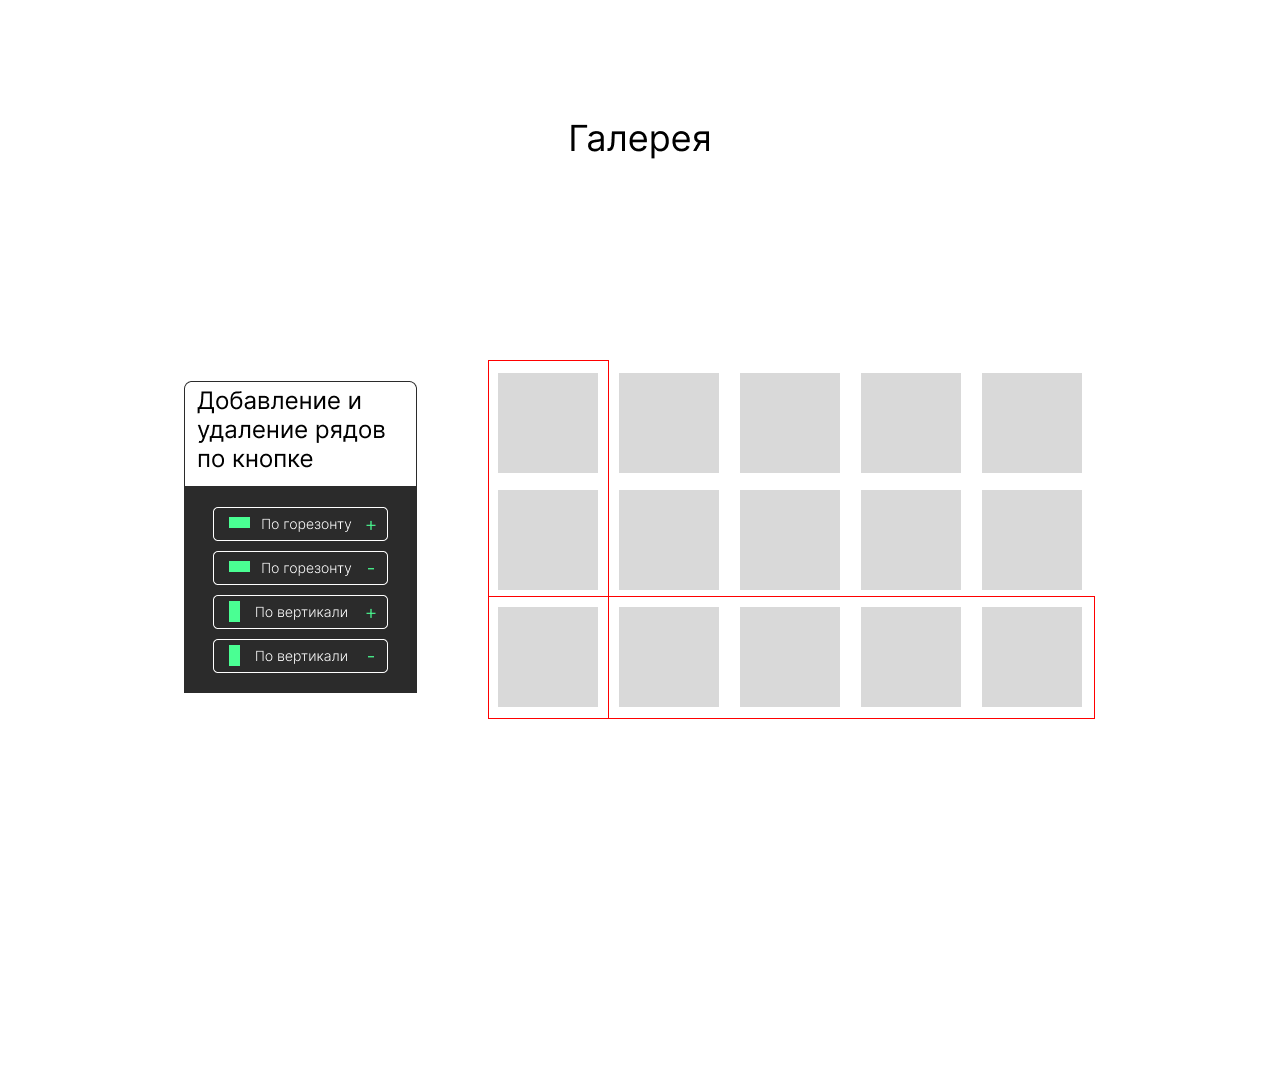 Галерея
Добавление и
удаление рядов
по кнопке
По горезонту +
По горезонту -
По вертикали +
По вертикали -